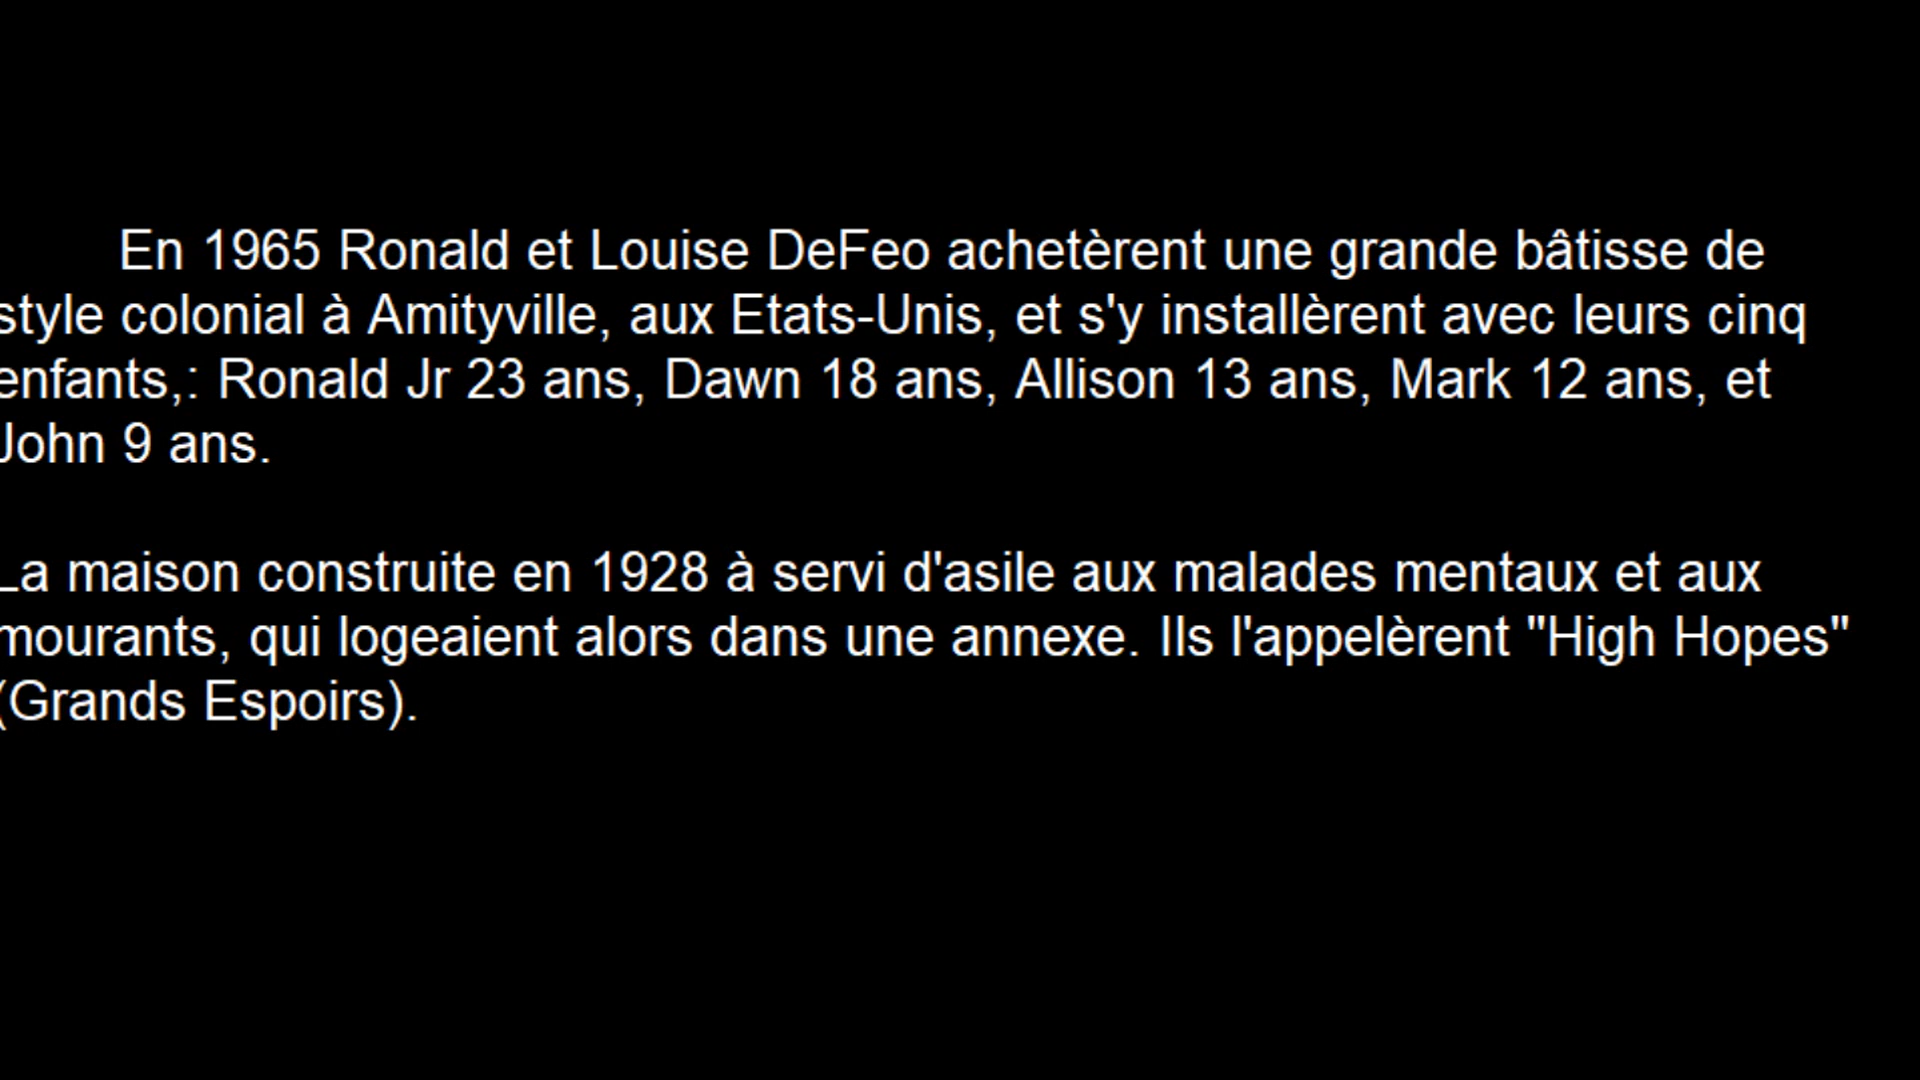 En 1965 Ronald et Louise DeFeo achetèrent une grande bâtisse de
style colonial à Amityville, aux Etats-Unis, et s'y installèrent avec leurs cinq
enfants,: Ronald Jr 23 ans, Dawn 18 ans, Allison 13 ans, Mark 12 ans, et
John 9 ans.
La maison construite en 1928 à servi d'asile aux malades mentaux et aux
mourants, qui logeaient alors dans une annexe. Ils l'appelèrent "High Hopes"
(Grands Espoirs).